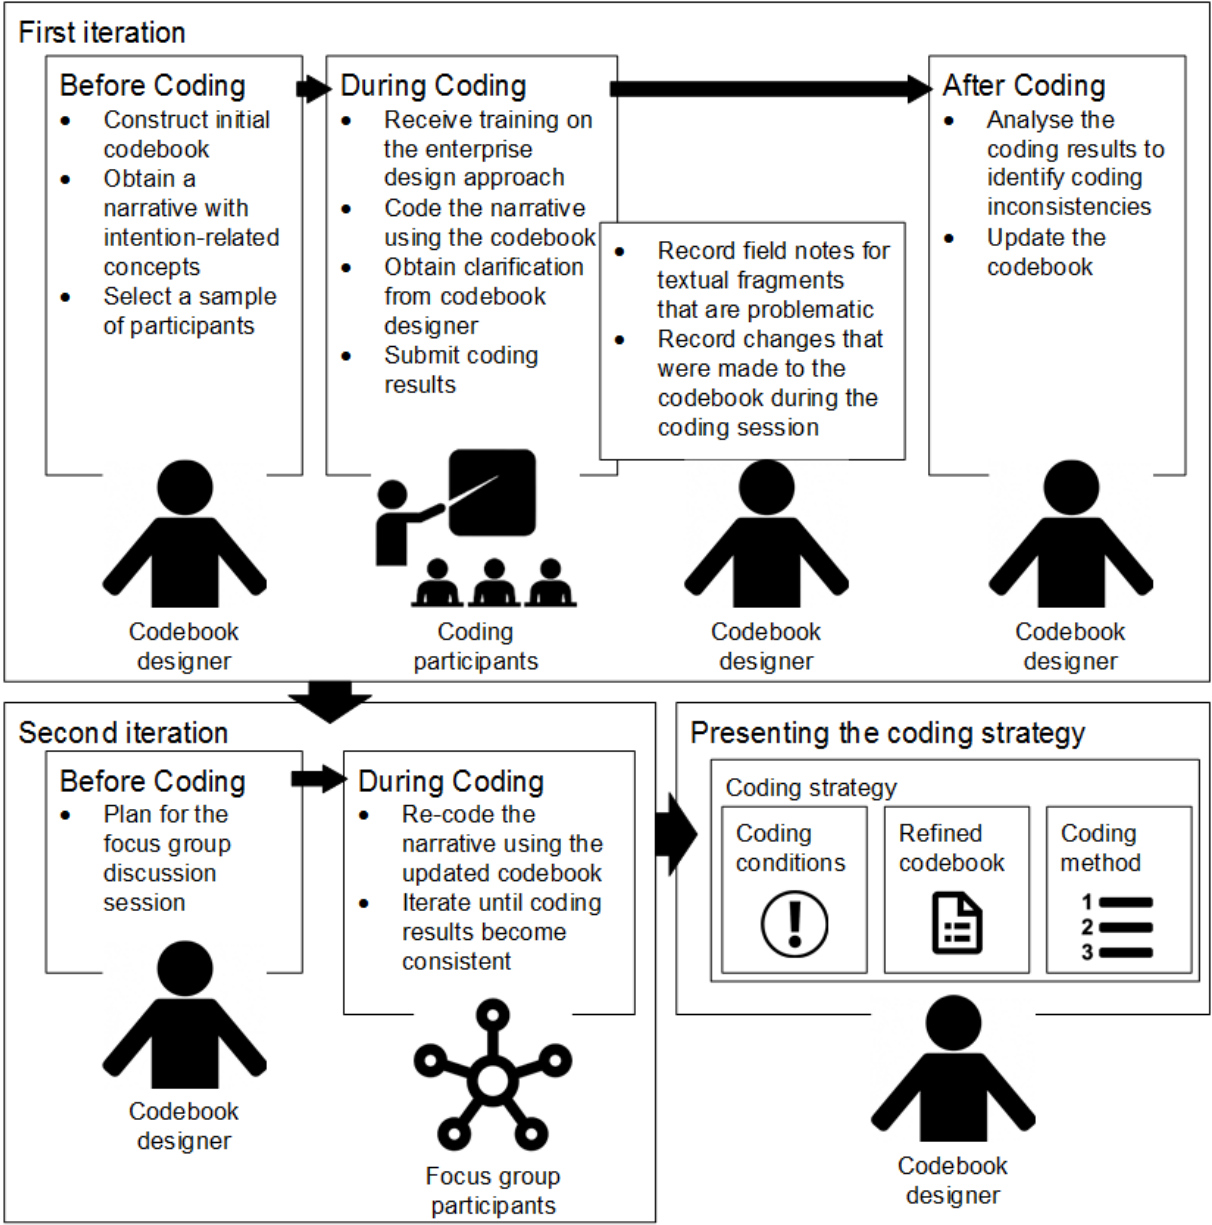 First iteration
Before Coding
• Construct initial
codebook
• Obtain a
narrative with
intention-related
concepts
• Select a sample
of participants
Codebook
designer
During Coding
• Receive training on
the enterprise
design approach
• Code the narrative
using the codebook
• Obtain clarification
from codebook
designer
• Submit coding
results
Coding
participants
• Record field notes for
textual fragments
that are problematic
• Record changes that
were made to the
codebook during the
coding session
Codebook
designer
After Coding
• Analyse the
coding results to
identify coding
inconsistencies
• Update the
codebook
Codebook
designer
Second iteration
Before Coding
• Plan for the
focus group
discussion
session
Codebook
designer
During Coding
• Re-code the
narrative using the
updated codebook
• Iterate until coding
results become
consistent
Focus group
participants
Presenting the coding strategy
Coding strategy
Coding
conditions
!
Refined
codebook
Coding
method
1
2
3
Codebook
designer